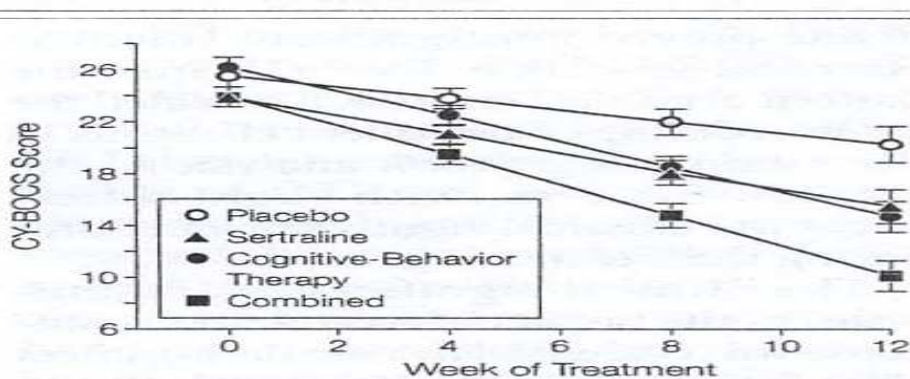 CY-BOCS Score
26
22
18
14
10
6
Placebo
Sertraline
Cognitive-Behavior
Therapy
Combined
0 2 4 6 8 10 12
Week of Treatment